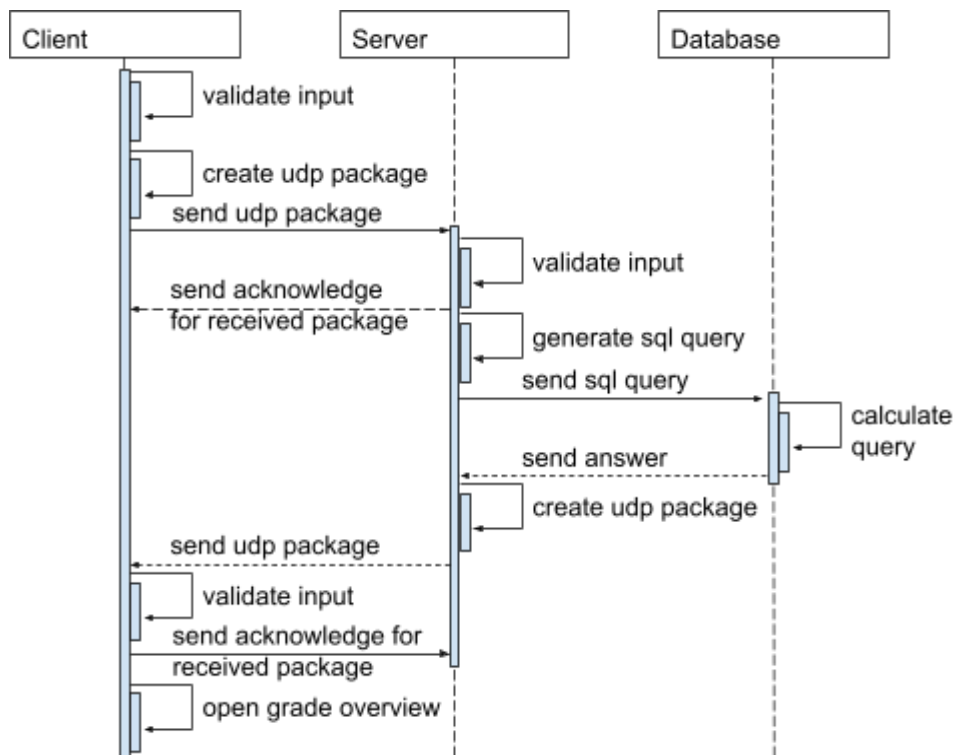 Client
Server
Database
validate input
create udp package
send udp package
validate input
send acknowledge
for received package
generate sql query
send sql query
calculate
query
send answer
create udp package
send udp package
validate input
send acknowledge for
received package
open grade overview